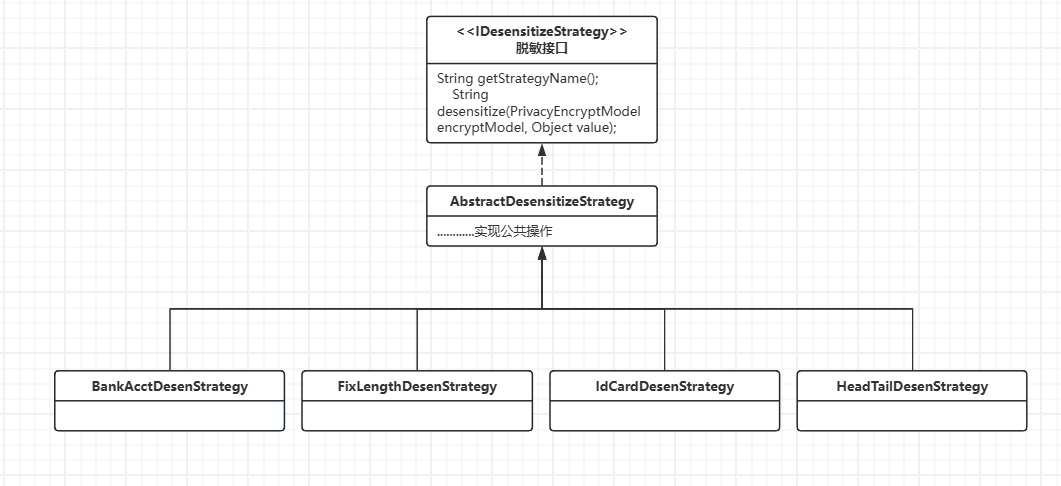 <<IDesensitizeStrategy>>
脱敏接口
String getStrategyName();
String
desensitize(PrivacyEncryptModel
encryptModel, Object value);
AbstractDesensitizeStrategy
............实现公共操作
BankAcctDesenStrategy
FixLengthDesenStrategy
IdCardDesenStrategy
HeadTailDesenStrategy